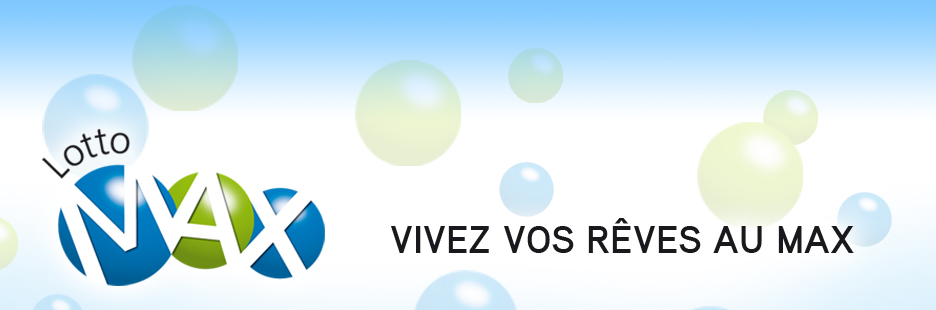 Lotto
MAX
VIVEZ VOS RÊVES AU MAX